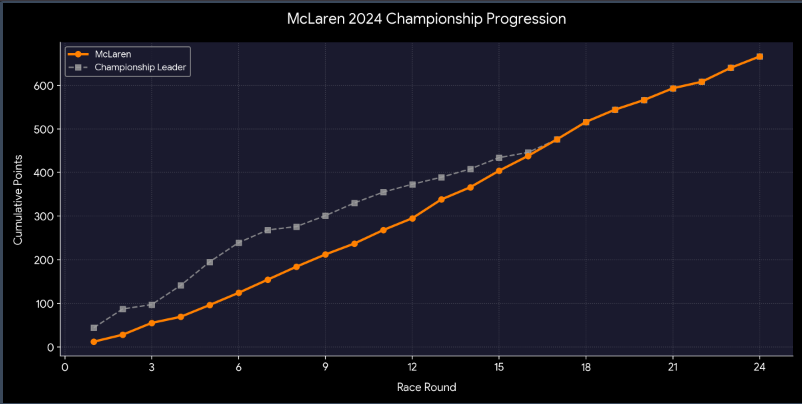 McLaren 2024 Championship Progression
McLaren
Championship Leader
Cumulative Points
600
500
400
300
200
100
0
0 3 6 9 12 15 18 21 24
Race Round